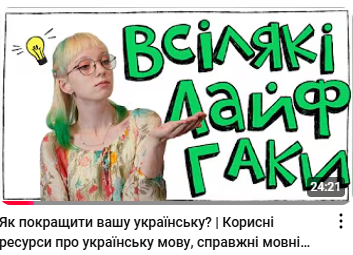 Всілякі
Лайф
гаки
24:21
Як покращити вашу українську? | Корисні
ресурси про українську мову, справжні мовні...